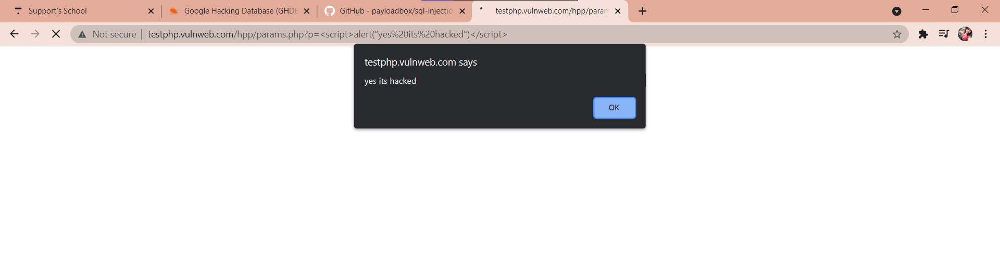 Support's School
Google Hacking Database (GHDB
GitHub - payloadbox/sql-injectio
testphp.vulnweb.com/hpp/param
Not secure
testphp.vulnweb.com/hpp/params.php?p=<script>alert("yes%20its%20hacked")</script>
testphp.vulnweb.com says
yes its hacked
OK